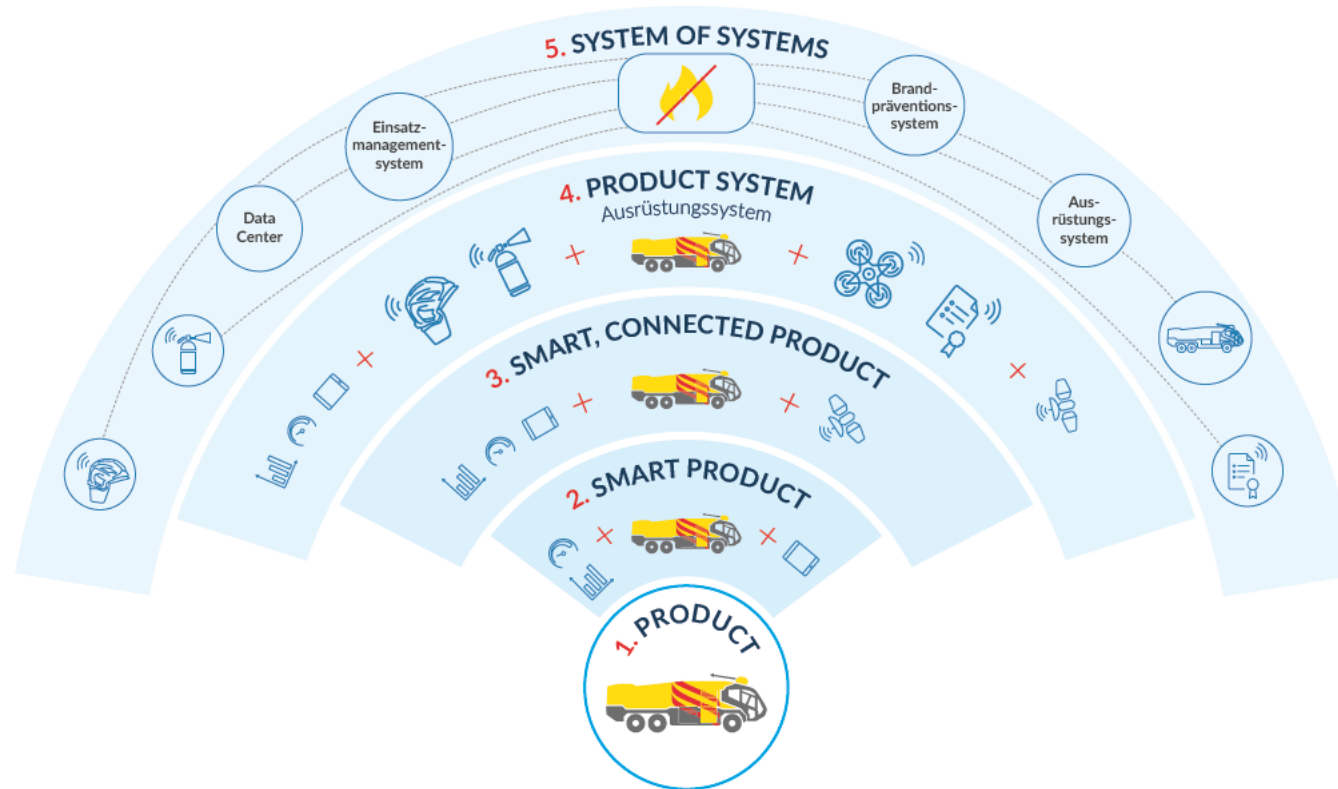 5. SYSTEM OF SYSTEMS
Einsatz-
management-
system
Brand-
präventions-
system
Data
Center
Aus-
rüstungs-
system
4. PRODUCT SYSTEM
Ausrüstungssystem
3. SMART, CONNECTED PRODUCT
2. SMART PRODUCT
1. PRODUCT